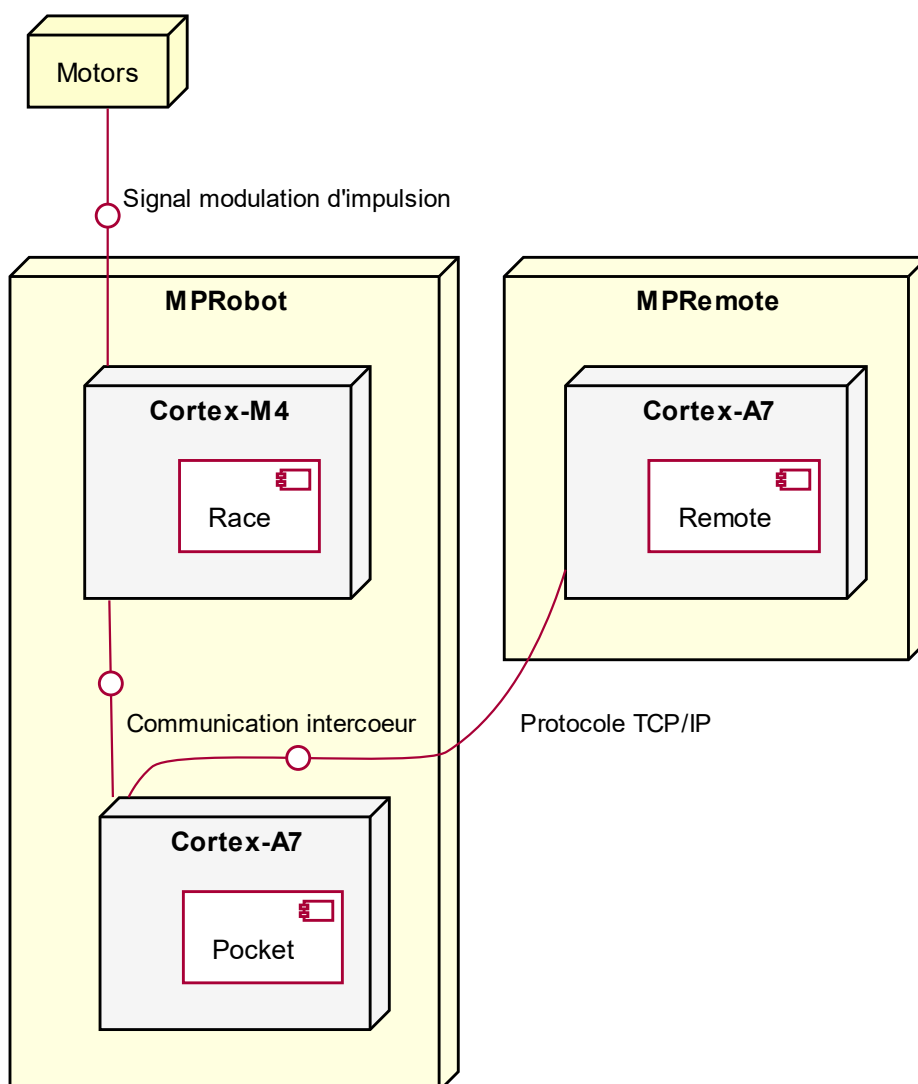 Motors
Signal modulation d'impulsion
MPRobot
MPRemote
Cortex-M4
Cortex-A7
Race
Remote
Communication intercoeur
Protocole TCP/IP
Cortex-A7
Pocket